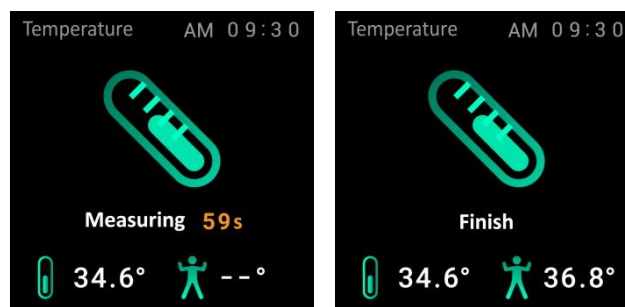 Temperature AM 09:30
Measuring 59s
34.6° --°
Temperature AM 09:30
Finish
34.6° 36.8°